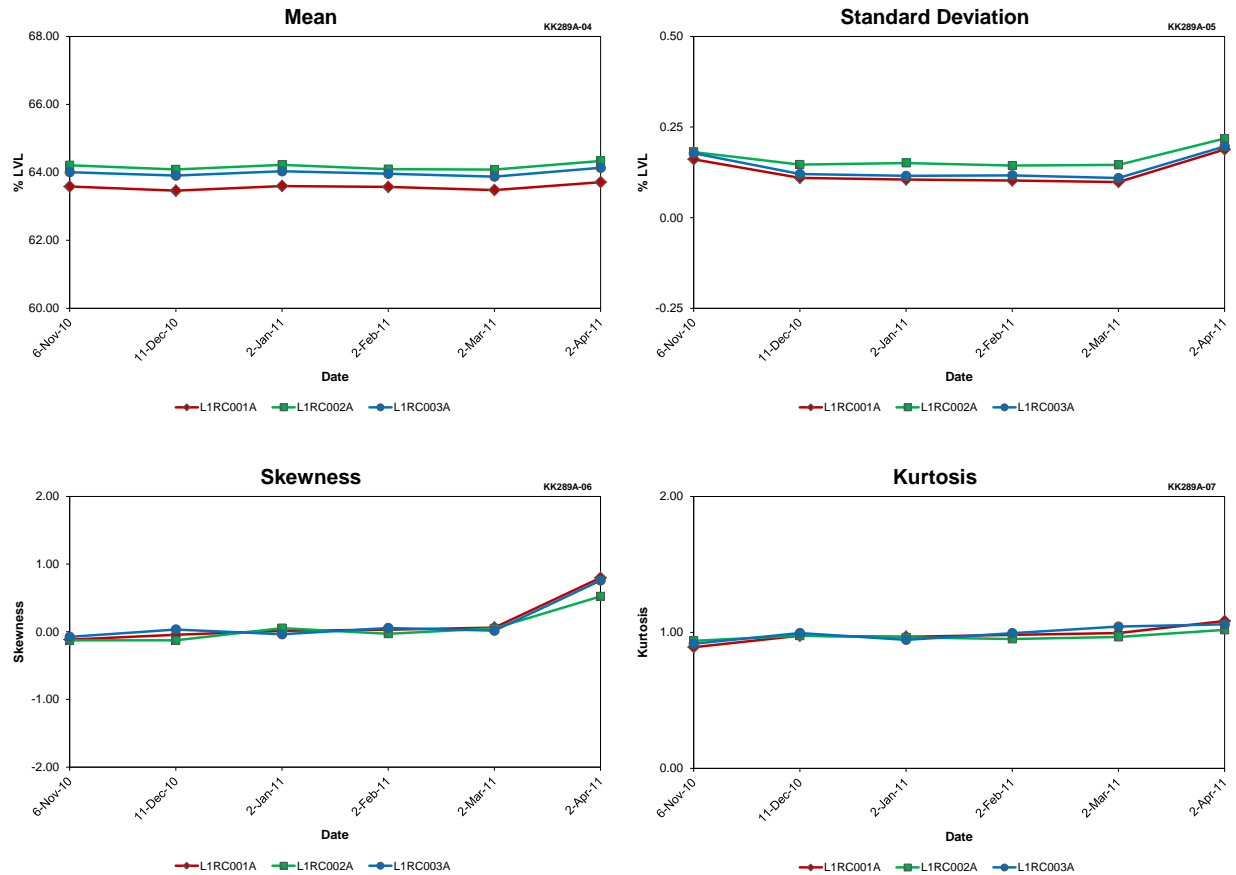 Mean
KK289A-04
68.00
66.00
64.00
62.00
60.00
% LVL
6-Nov-10
11-Dec-10
2-Jan-11
2-Feb-11
2-Mar-11
2-Apr-11
Date
L1RC001A L1RC002A L1RC003A
Standard Deviation
KK289A-05
0.50
0.25
0.00
-0.25
% LVL
6-Nov-10
11-Dec-10
2-Jan-11
2-Feb-11
2-Mar-11
2-Apr-11
Date
L1RC001A L1RC002A L1RC003A
Skewness
KK289A-06
2.00
1.00
0.00
-1.00
-2.00
Skewness
6-Nov-10
11-Dec-10
2-Jan-11
2-Feb-11
2-Mar-11
2-Apr-11
Date
L1RC001A L1RC002A L1RC003A
Kurtosis
KK289A-07
2.00
1.00
0.00
Kurtosis
6-Nov-10
11-Dec-10
2-Jan-11
2-Feb-11
2-Mar-11
2-Apr-11
Date
L1RC001A L1RC002A L1RC003A